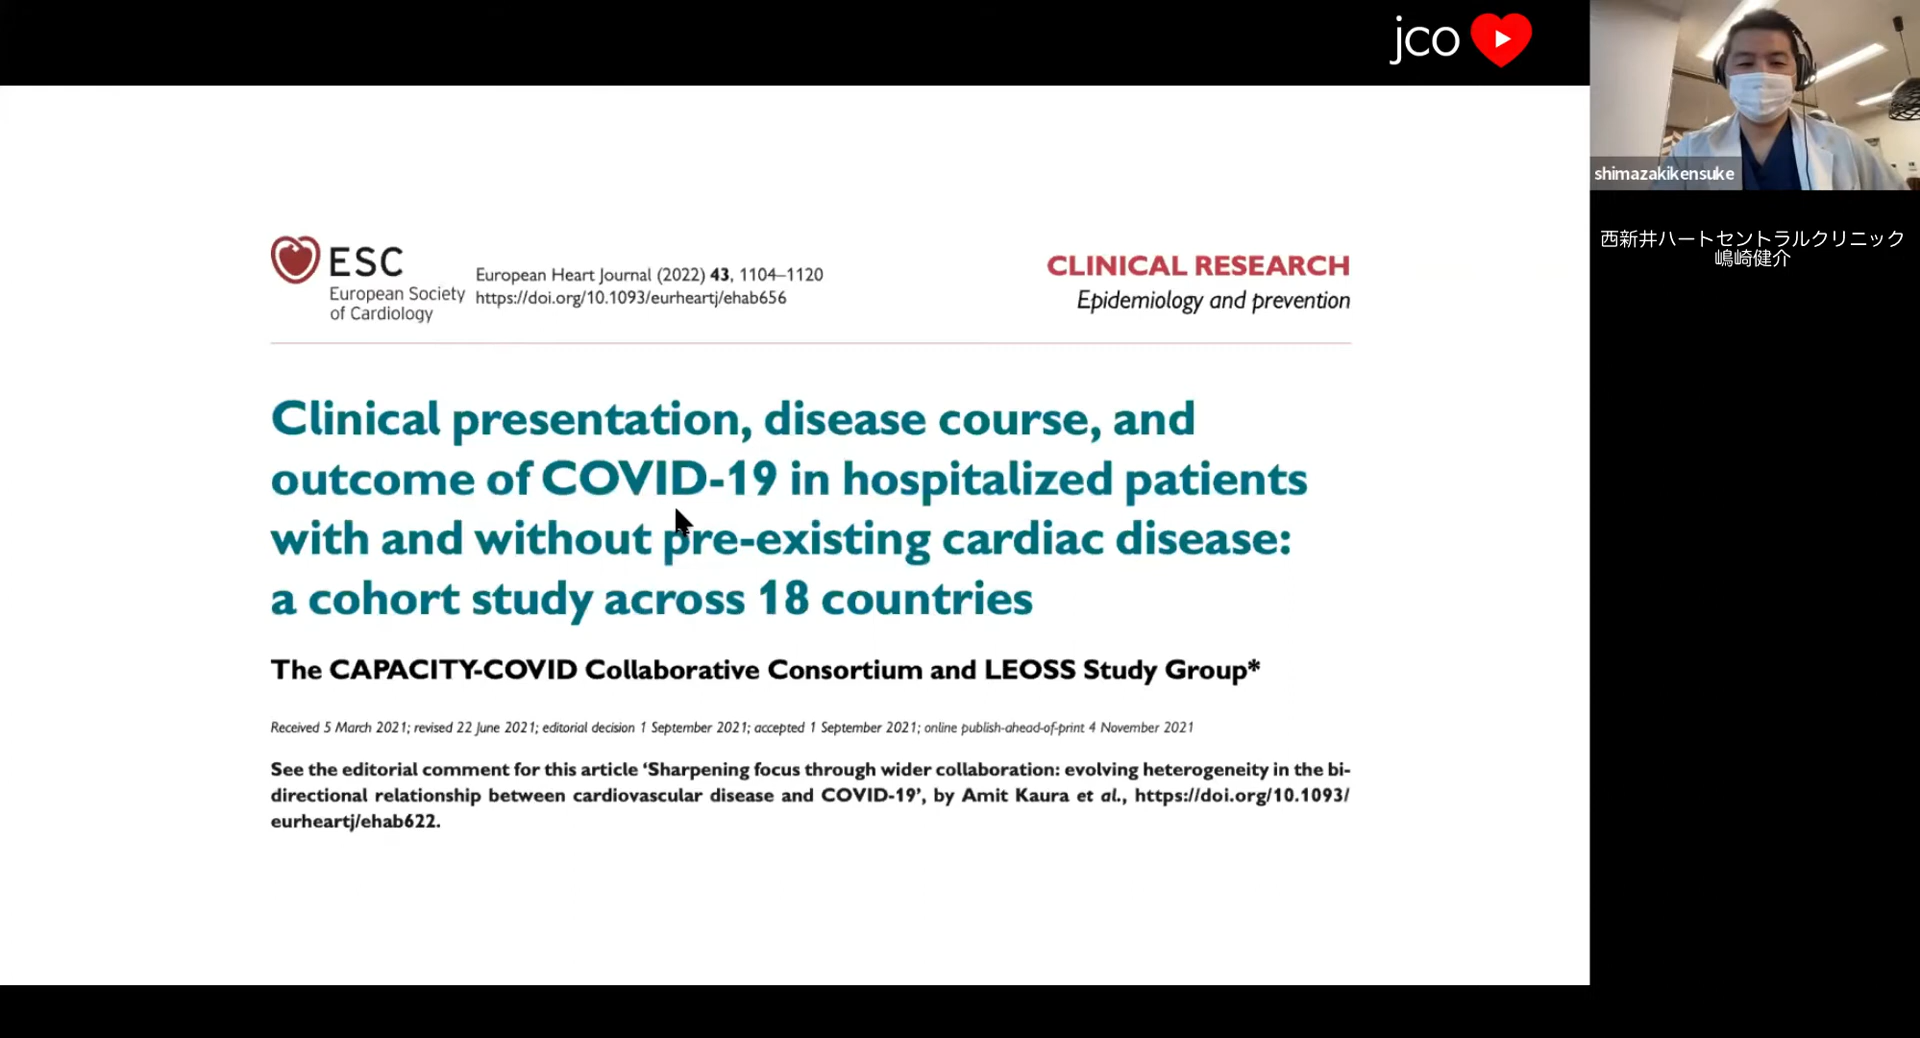 jco
shimazakikensuke
西新井ハートセントラルクリニック
嶋崎健介
ESC
European Society
of Cardiology
European Heart Journal (2022) 43, 1104–1120
https://doi.org/10.1093/eurheartj/ehab656
CLINICAL RESEARCH
Epidemiology and prevention
Clinical presentation, disease course, and
outcome of COVID-19 in hospitalized patients
with and without pre-existing cardiac disease:
a cohort study across 18 countries
The CAPACITY-COVID Collaborative Consortium and LEOSS Study Group*
Received 5 March 2021; revised 22 June 2021; editorial decision 1 September 2021; accepted 1 September 2021; online publish-ahead-of-print 4 November 2021
See the editorial comment for this article ‘Sharpening focus through wider collaboration: evolving heterogeneity in the bi-
directional relationship between cardiovascular disease and COVID-19’, by Amit Kaura et al., https://doi.org/10.1093/
eurheartj/ehab622.